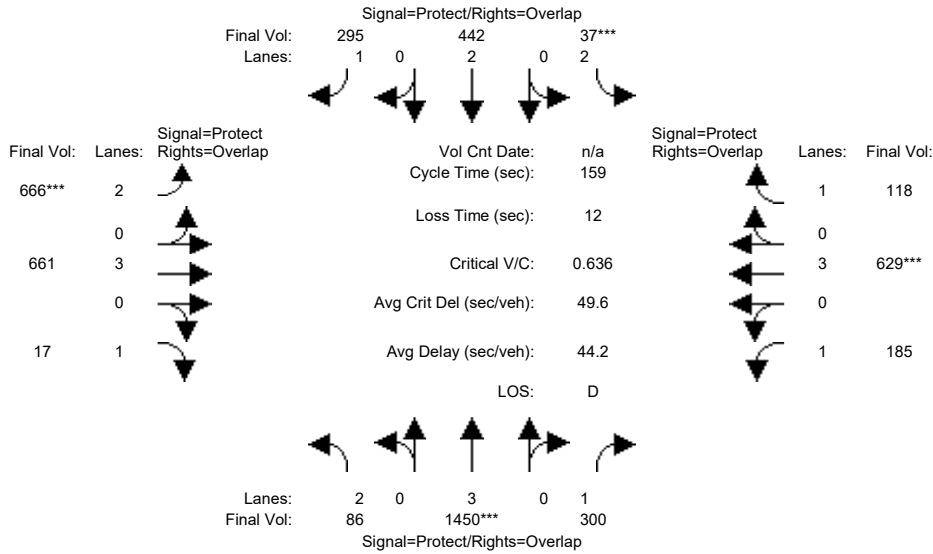 Signal=Protect/Rights=Overlap
Final Vol: 295 442 37***
Lanes: 1 0 2 0 2
Signal=Protect
Final Vol: Lanes: Rights=Overlap
666*** 2
0
661 3
0
17 1
Vol Cnt Date: n/a
Cycle Time (sec): 159
Loss Time (sec): 12
Critical V/C: 0.636
Avg Crit Del (sec/veh): 49.6
Avg Delay (sec/veh): 44.2
LOS: D
Signal=Protect
Rights=Overlap Lanes: Final Vol:
1 118
0
3 629***
0
1 185
Lanes: 2 0 3 0 1
Final Vol: 86 1450*** 300
Signal=Protect/Rights=Overlap